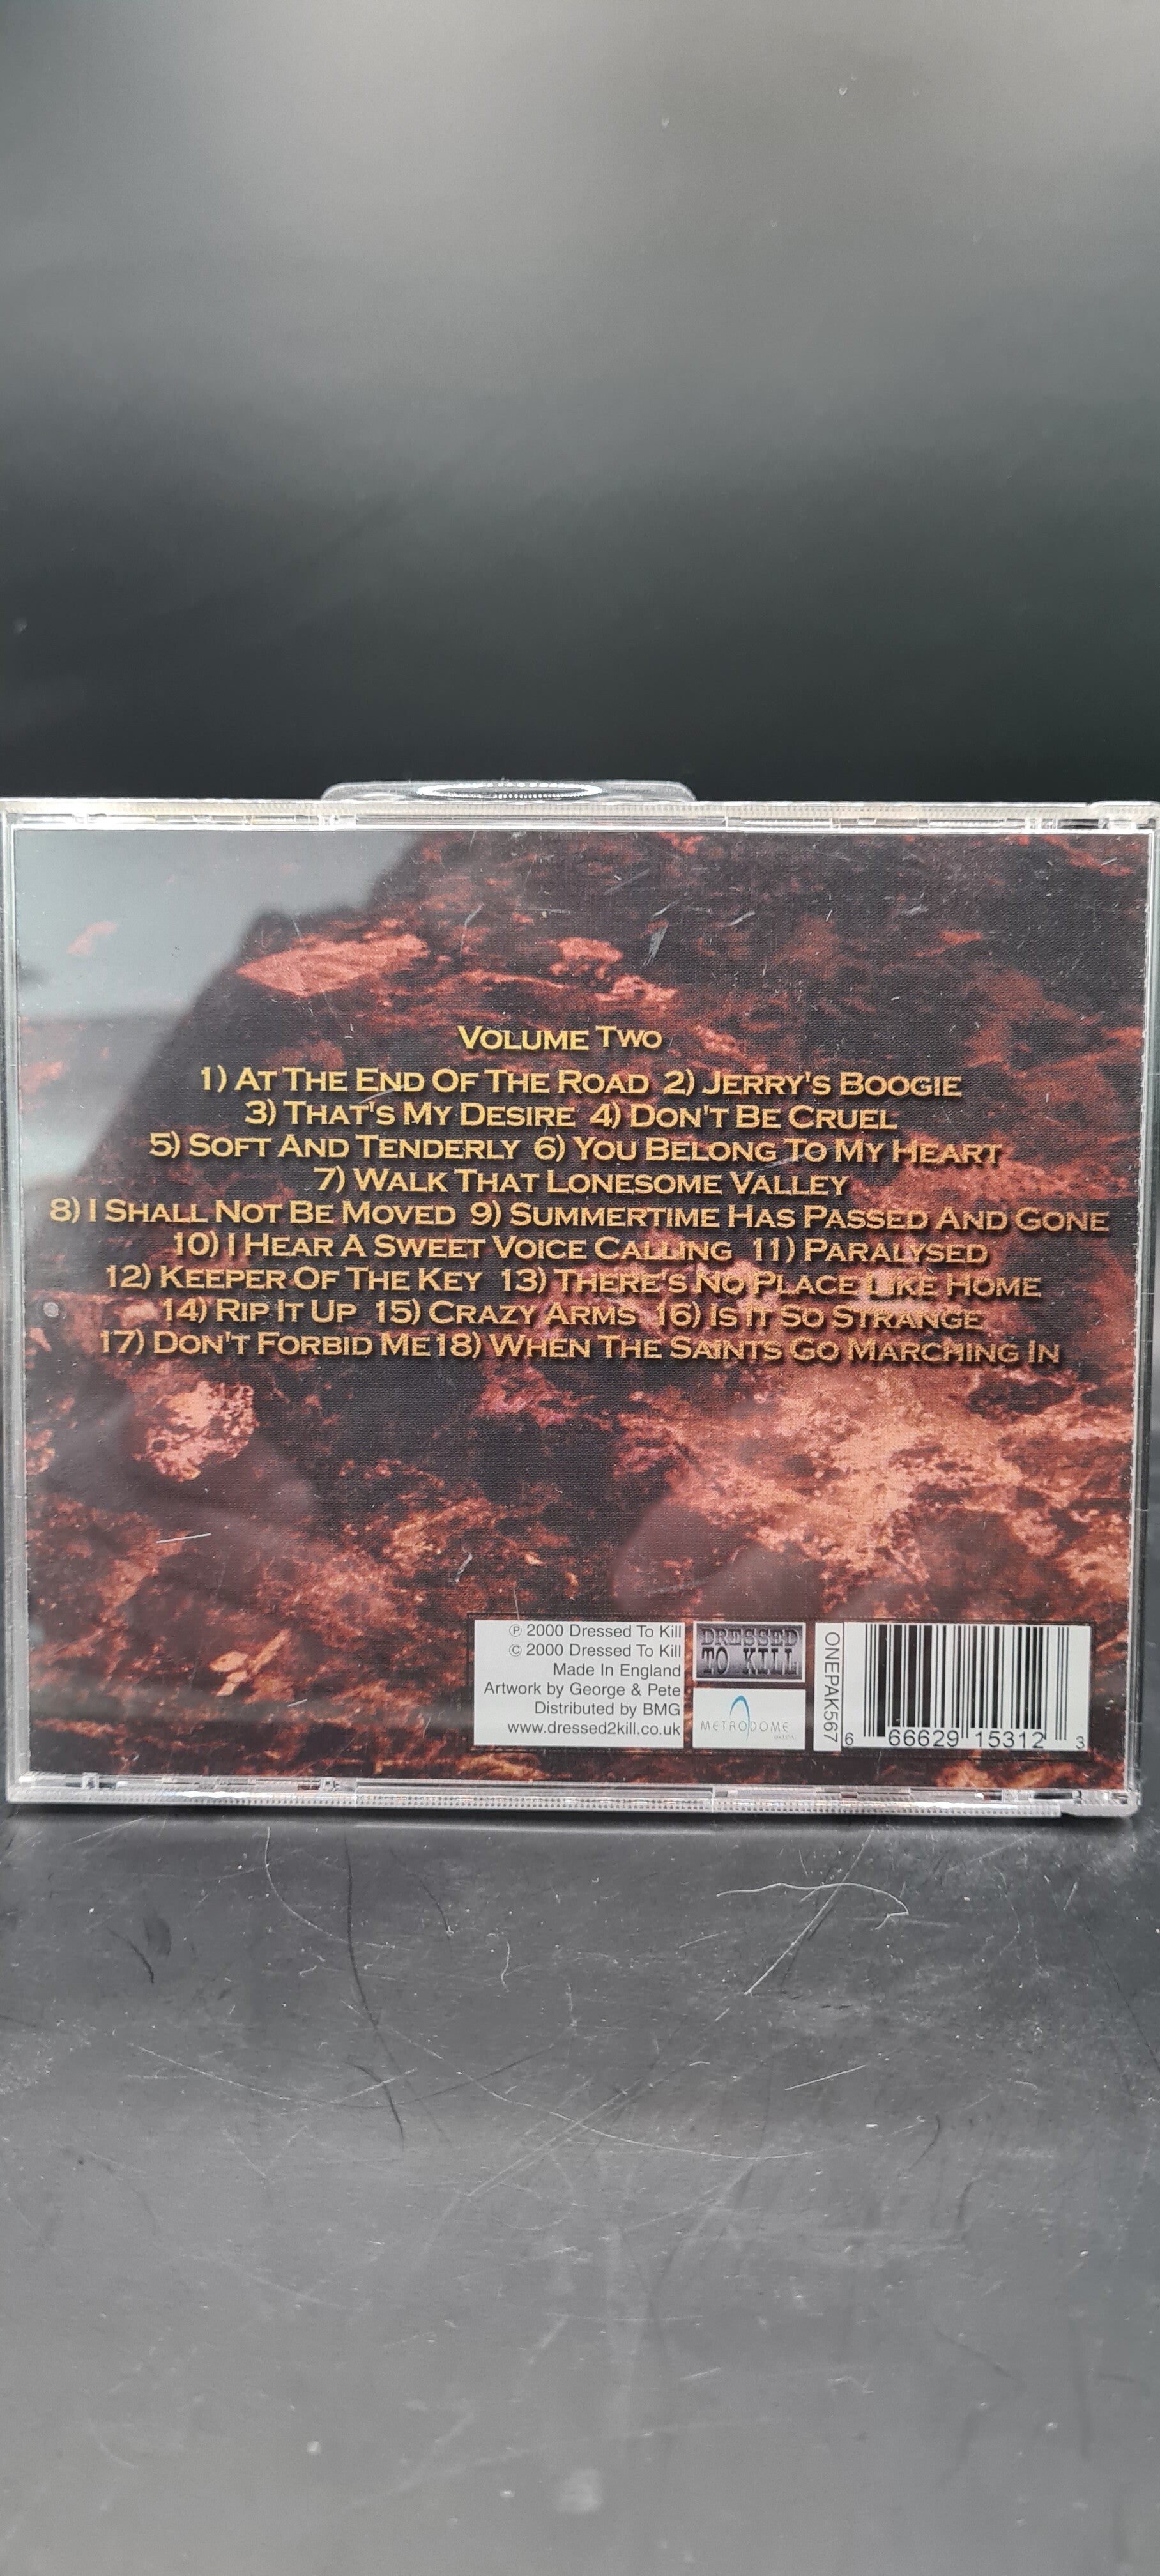 VOLUME TWO
1) AT THE END OF THE ROAD 2) JERRY'S BOOGIE
3) THAT'S MY DESIRE 4) DON'T BE CRUEL
5) SOFT AND TENDERLY 6) YOU BELONG TO MY HEART
7) WALK THAT LONESOME VALLEY
8) I SHALL NOT BE MOVED 9) SUMMERTIME HAS PASSED AND GONE
10) I HEAR A SWEET VOICE CALLING 11) PARALYSED
12) KEEPER OF THE KEY 13) THERE'S NO PLACE LIKE HOME
14) RIP IT UP 15) CRAZY ARMS 16) IS IT SO STRANGE
17) DON'T FORBID ME 18) WHEN THE SAINTS GO MARCHING IN
℗ 2000 Dressed To Kill
© 2000 Dressed To Kill
Made In England
Artwork by George & Pete
Distributed by BMG
www.dressed2kill.co.uk
DRESSED
TO KILL
METRODOME
ONEPAK567
6 66629 15312 3